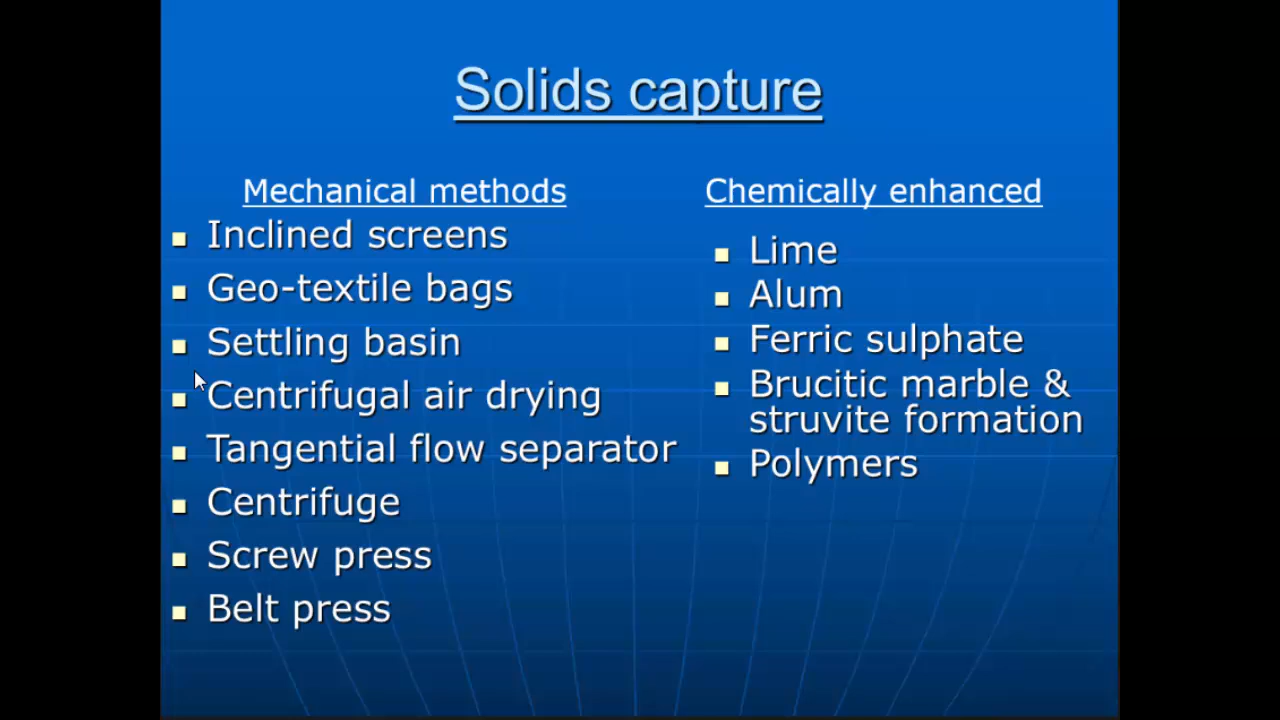 Solids capture
Mechanical methods
Inclined screens
Geo-textile bags
Settling basin
Centrifugal air drying
Tangential flow separator
Centrifuge
Screw press
Belt press
Chemically enhanced
Lime
Alum
Ferric sulphate
Brucitic marble &
struvite formation
Polymers